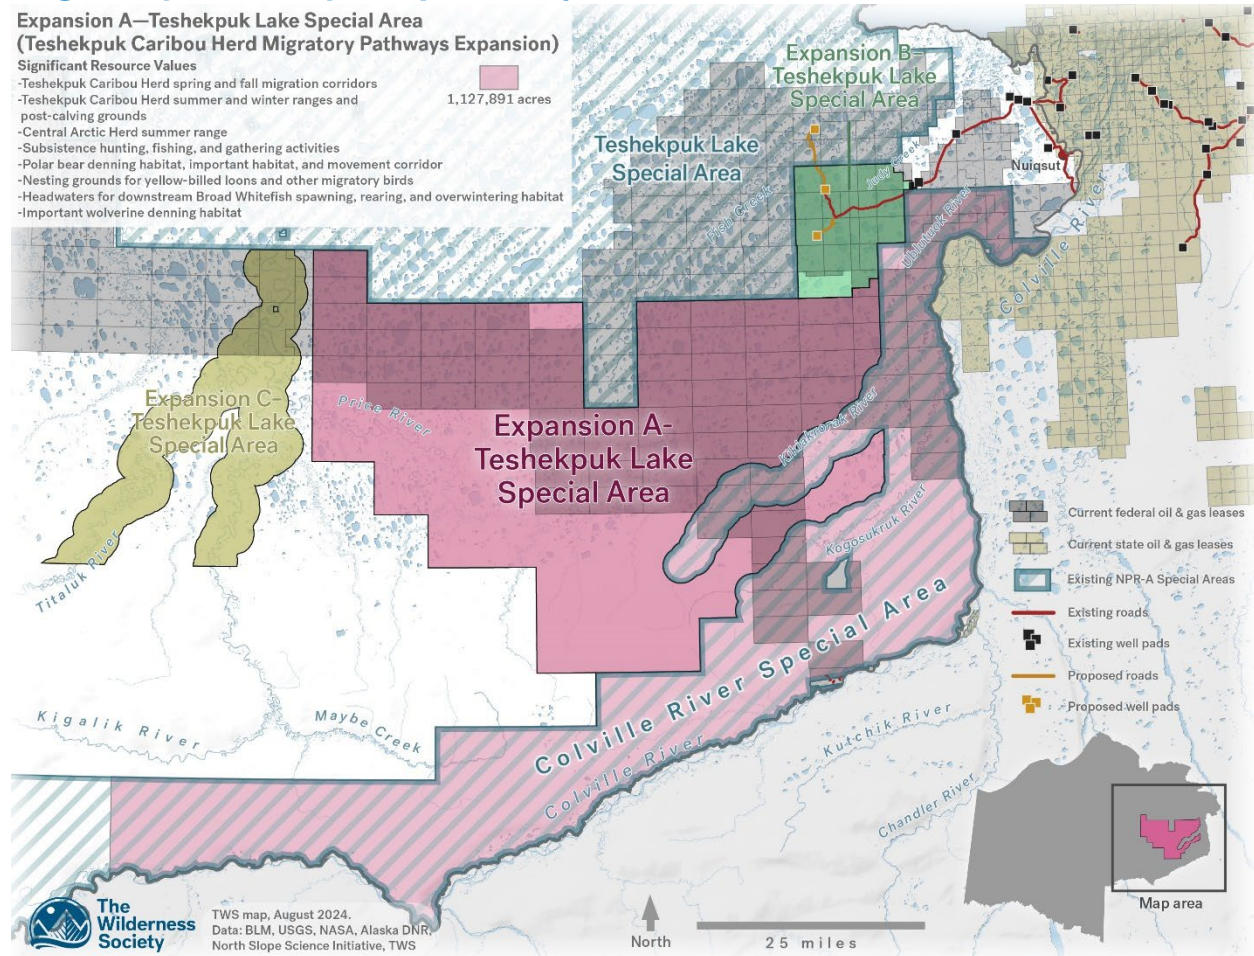 Expansion A—Teshekpuk Lake Special Area
(Teshekpuk Caribou Herd Migratory Pathways Expansion)
Significant Resource Values
-Teshekpuk Caribou Herd spring and fall migration corridors
-Teshekpuk Caribou Herd summer and winter ranges and
post-calving grounds
-Central Arctic Herd summer range
-Subsistence hunting, fishing, and gathering activities
-Polar bear denning habitat, important habitat, and movement corridor
-Nesting grounds for yellow-billed loons and other migratory birds
-Headwaters for downstream Broad Whitefish spawning, rearing, and overwintering habitat
-Important wolverine denning habitat
1,127,891 acres
Expansion B–
Teshekpuk Lake
Special Area
Teshekpuk Lake
Special Area
Judy Creek
Nuiqsut
Fish Creek
Ublutuoch River
Colville River
Expansion C–
Teshekpuk Lake
Special Area
Price River
Expansion A-
Teshekpuk Lake
Special Area
Kikiakrorak River
Kogosukruk River
Titaluk River
Colville River Special Area
Colville River
Kigalik River
Maybe Creek
Kutchik River
Chandler River
Current federal oil & gas leases
Current state oil & gas leases
Existing NPR-A Special Areas
Existing roads
Existing well pads
Proposed roads
Proposed well pads
Map area
The
Wilderness
Society
TWS map, August 2024.
Data: BLM, USGS, NASA, Alaska DNR,
North Slope Science Initiative, TWS
North
25 miles